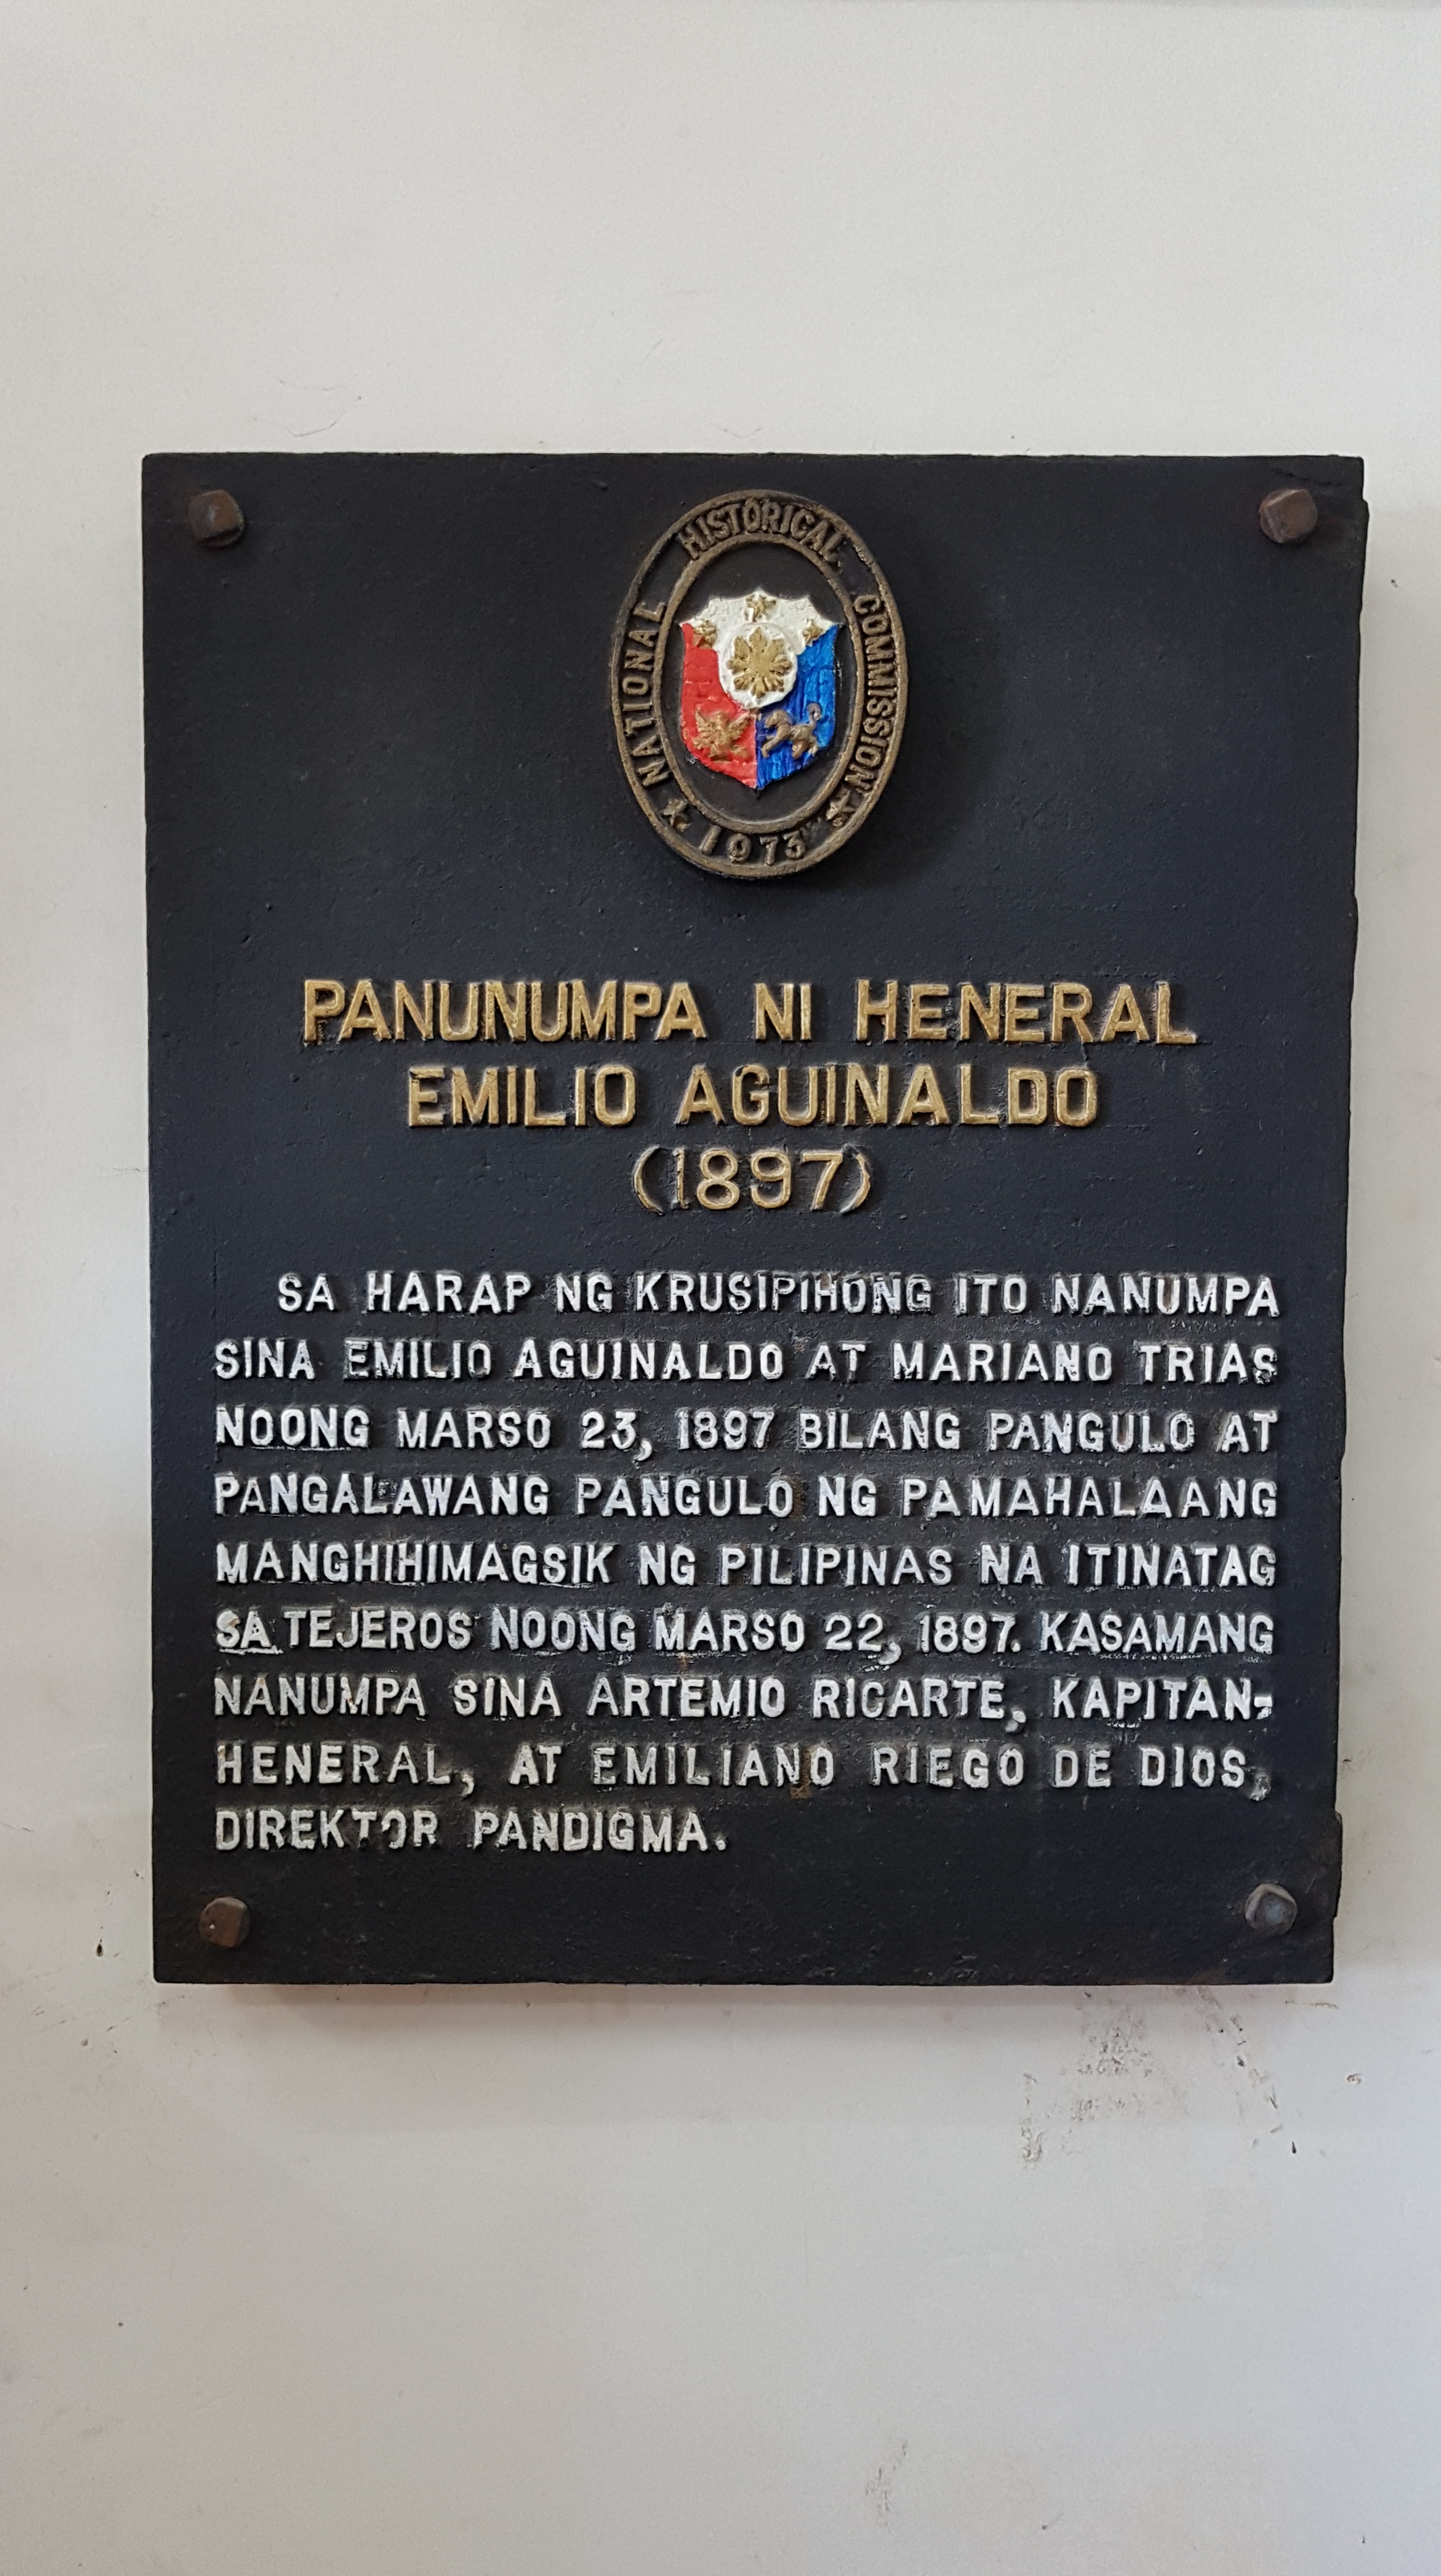 NATIONAL HISTORICAL COMMISSION
1973
PANUNUMPA NI HENERAL
EMILIO AGUINALDO
(1897)
SA HARAP NG KRUSIPIHONG ITO NANUMPA
SINA EMILIO AGUINALDO AT MARIANO TRIAS
NOONG MARSO 23, 1897 BILANG PANGULO AT
PANGALAWANG PANGULO NG PAMAHALAANG
MANGHIHIMAGSIK NG PILIPINAS NA ITINATAG
SA TEJEROS NOONG MARSO 22, 1897. KASAMANG
NANUMPA SINA ARTEMIO RICARTE, KAPITAN-
HENERAL, AT EMILIANO RIEGO DE DIOS,
DIREKTOR PANDIGMA.